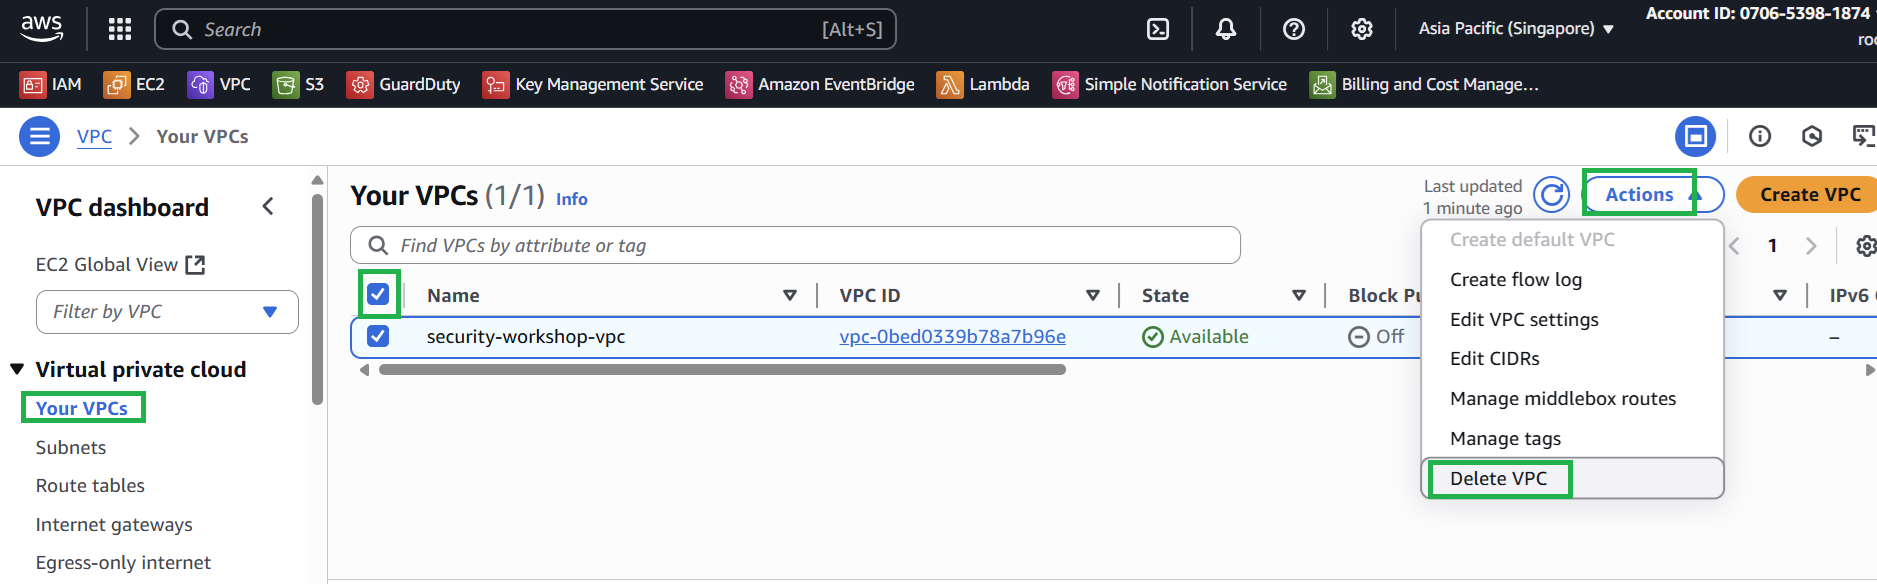 aws
Search [Alt+S]
Asia Pacific (Singapore)
Account ID: 0706-5398-1874
IAM EC2 VPC S3 GuardDuty Key Management Service Amazon EventBridge Lambda Simple Notification Service Billing and Cost Manage...
VPC > Your VPCs
VPC dashboard
EC2 Global View
Filter by VPC
Virtual private cloud
Your VPCs
Subnets
Route tables
Internet gateways
Egress-only internet
Your VPCs (1/1) Info
Last updated
1 minute ago
Actions
Create VPC
Find VPCs by attribute or tag
1
Name VPC ID State Block Pu IPv6
security-workshop-vpc vpc-0bed0339b78a7b96e Available Off –
Create default VPC
Create flow log
Edit VPC settings
Edit CIDRs
Manage middlebox routes
Manage tags
Delete VPC